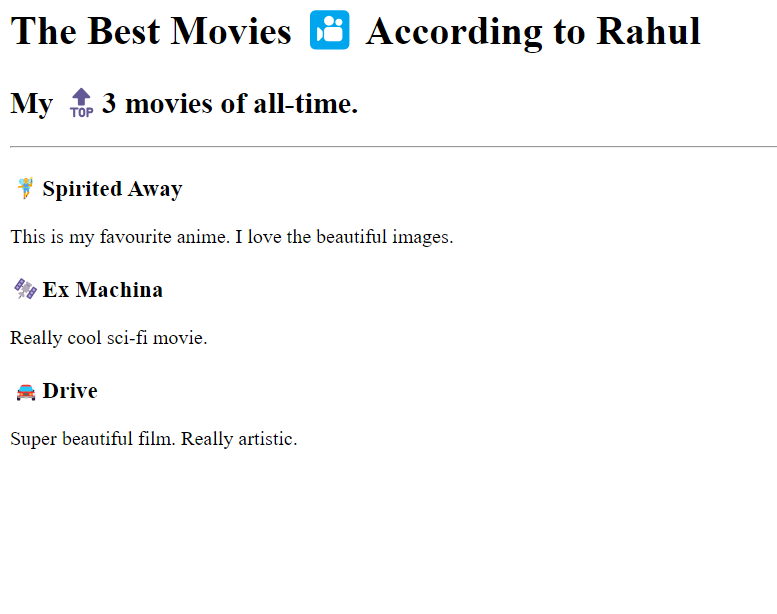 The Best Movies 🎦 According to Rahul
My 🔝 3 movies of all-time.
🧚 Spirited Away
This is my favourite anime. I love the beautiful images.
🛰 Ex Machina
Really cool sci-fi movie.
🚘 Drive
Super beautiful film. Really artistic.